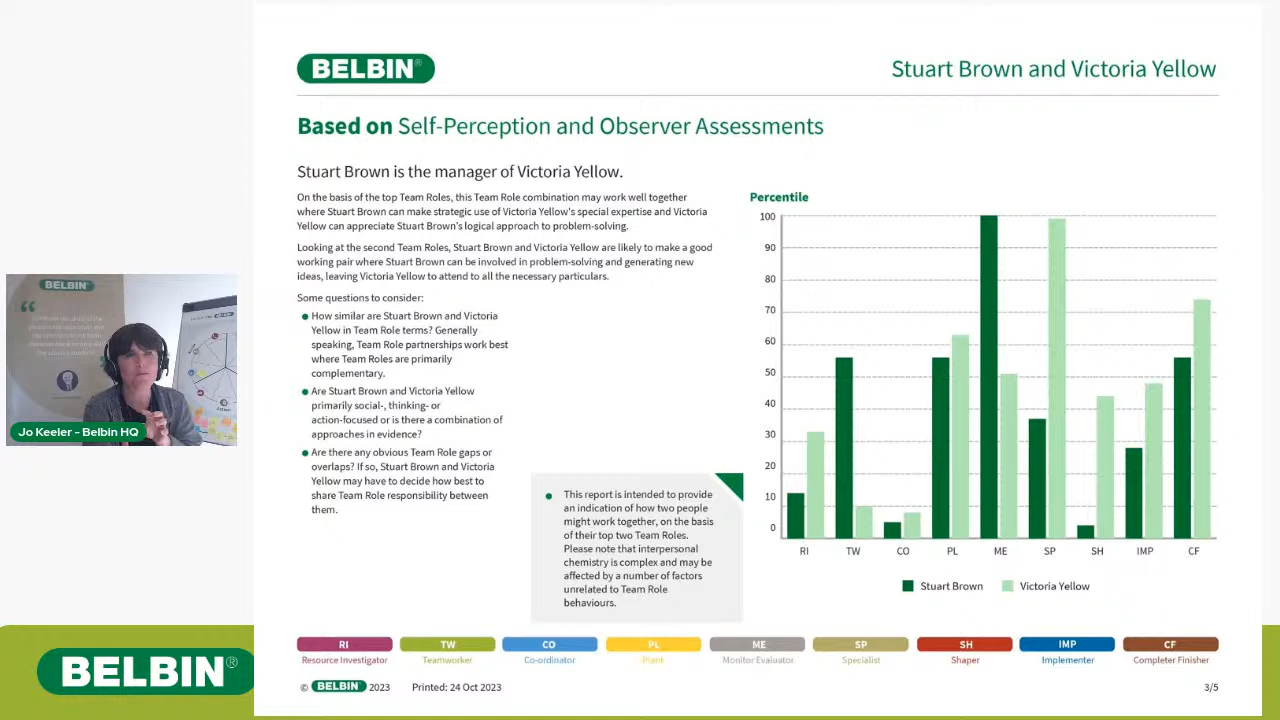 BELBIN®
Stuart Brown and Victoria Yellow
Based on Self-Perception and Observer Assessments
Stuart Brown is the manager of Victoria Yellow.
On the basis of the top Team Roles, this Team Role combination may work well together
where Stuart Brown can make strategic use of Victoria Yellow's special expertise and Victoria
Yellow can appreciate Stuart Brown's logical approach to problem-solving.
Looking at the second Team Roles, Stuart Brown and Victoria Yellow are likely to make a good
working pair where Stuart Brown can be involved in problem-solving and generating new
ideas, leaving Victoria Yellow to attend to all the necessary particulars.
Some questions to consider:
How similar are Stuart Brown and Victoria
Yellow in Team Role terms? Generally
speaking, Team Role partnerships work best
where Team Roles are primarily
complementary.
Are Stuart Brown and Victoria Yellow
primarily social-, thinking- or
action-focused or is there a combination of
approaches in evidence?
Are there any obvious Team Role gaps or
overlaps? If so, Stuart Brown and Victoria
Yellow may have to decide how best to
share Team Role responsibility between
them.
This report is intended to provide
an indication of how two people
might work together, on the basis
of their top two Team Roles.
Please note that interpersonal
chemistry is complex and may be
affected by a number of factors
unrelated to Team Role
behaviours.
Percentile
100
90
80
70
60
50
40
30
20
10
0
RI TW CO PL ME SP SH IMP CF
Stuart Brown Victoria Yellow
BELBIN
Jo Keeler – Belbin HQ
RI TW CO PL ME SP SH IMP CF
Resource Investigator Teamworker Co-ordinator Plant Monitor Evaluator Specialist Shaper Implementer Completer Finisher
© BELBIN 2023 Printed: 24 Oct 2023 3/5
BELBIN®